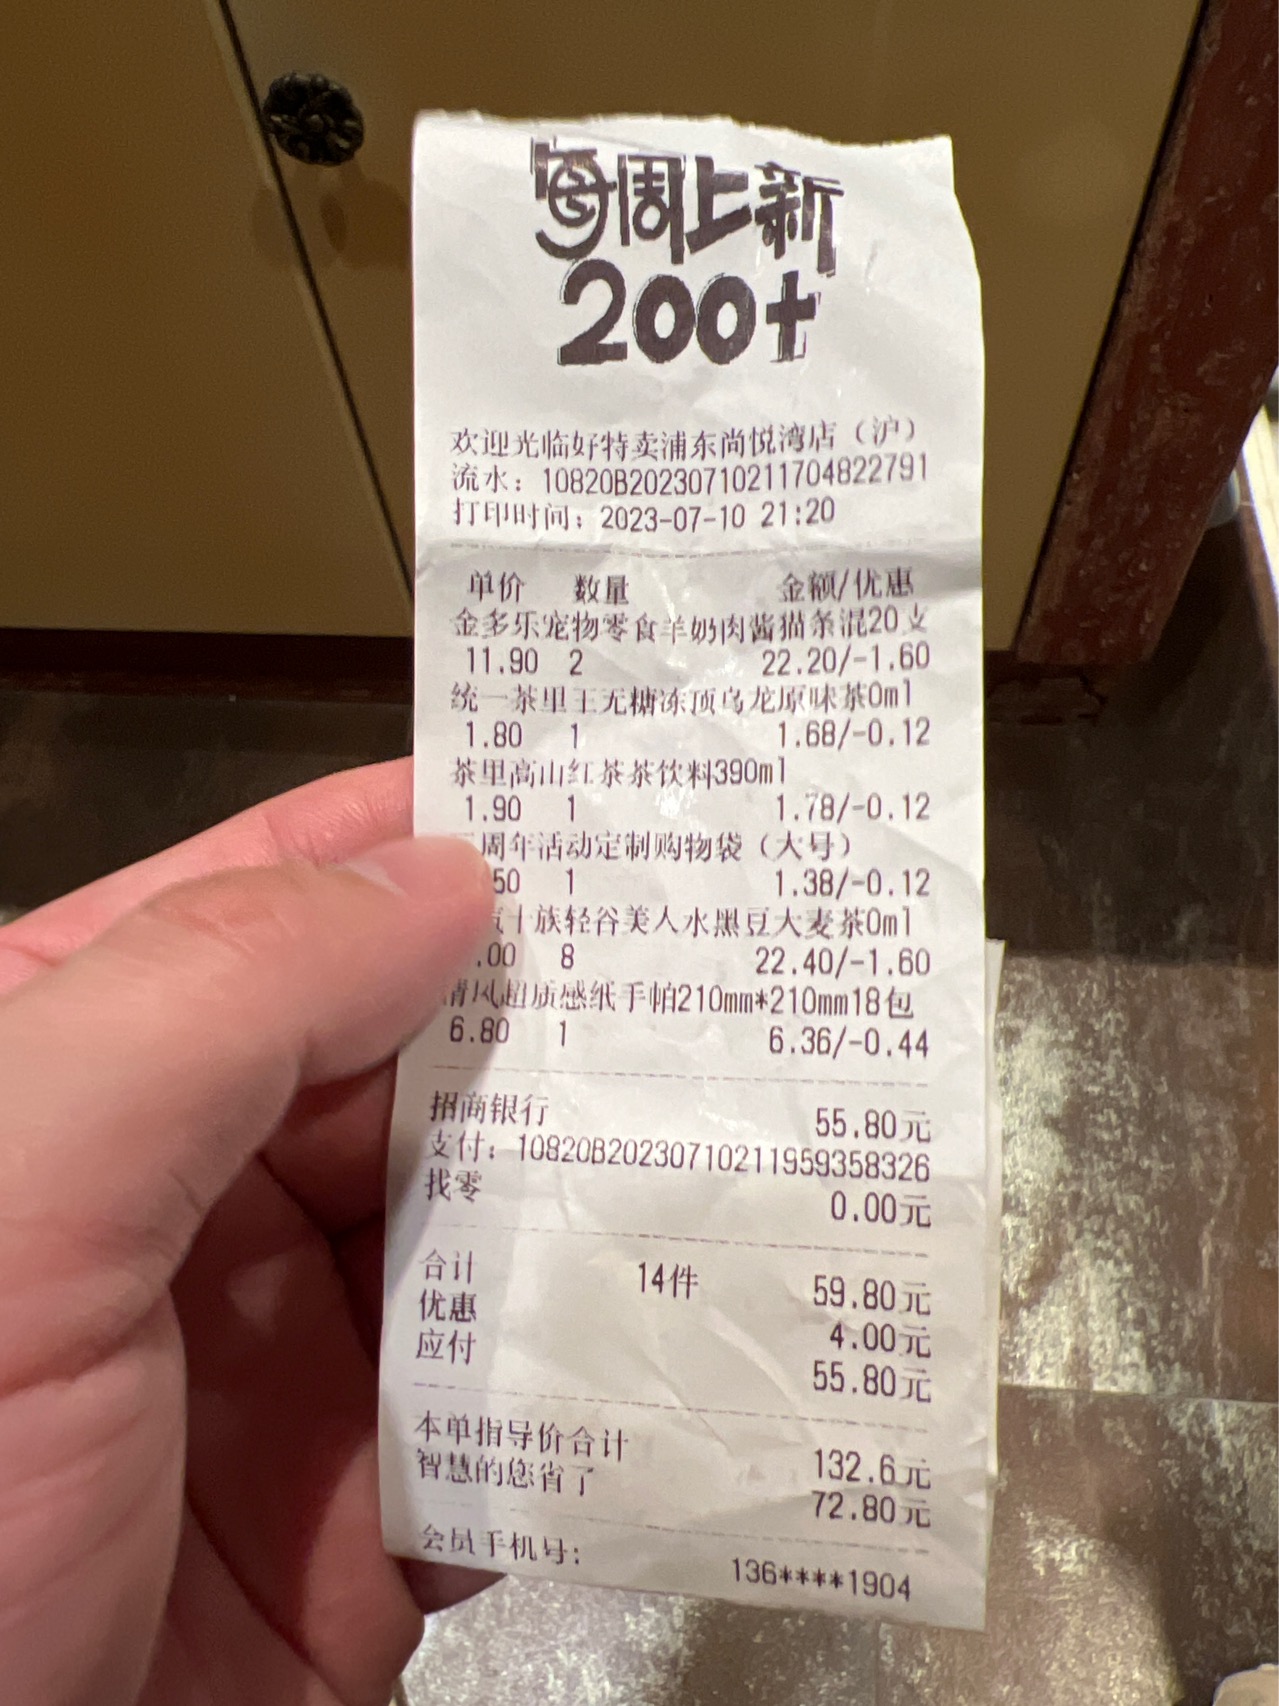 每周上新
200+
欢迎光临好特卖浦东尚悦湾店（沪）
流水：10820B20230710211704822791
打印时间：2023-07-10 21:20
单价 数量 金额/优惠
金多乐宠物零食羊奶肉酱猫条混20支
11.90 2 22.20/-1.60
统一茶里王无糖冻顶乌龙原味茶0ml
1.80 1 1.68/-0.12
茶里高山红茶茶饮料390ml
1.90 1 1.78/-0.12
周年活动定制购物袋（大号）
50 1 1.38/-0.12
十族轻谷美人水黑豆大麦茶0ml
.00 8 22.40/-1.60
清风超质感纸手帕210mm*210mm18包
6.80 1 6.36/-0.44
招商银行 55.80元
支付：10820B20230710211959358326
找零 0.00元
合计 14件 59.80元
优惠 4.00元
应付 55.80元
本单指导价合计 132.6元
智慧的您省了 72.80元
会员手机号: 136****1904